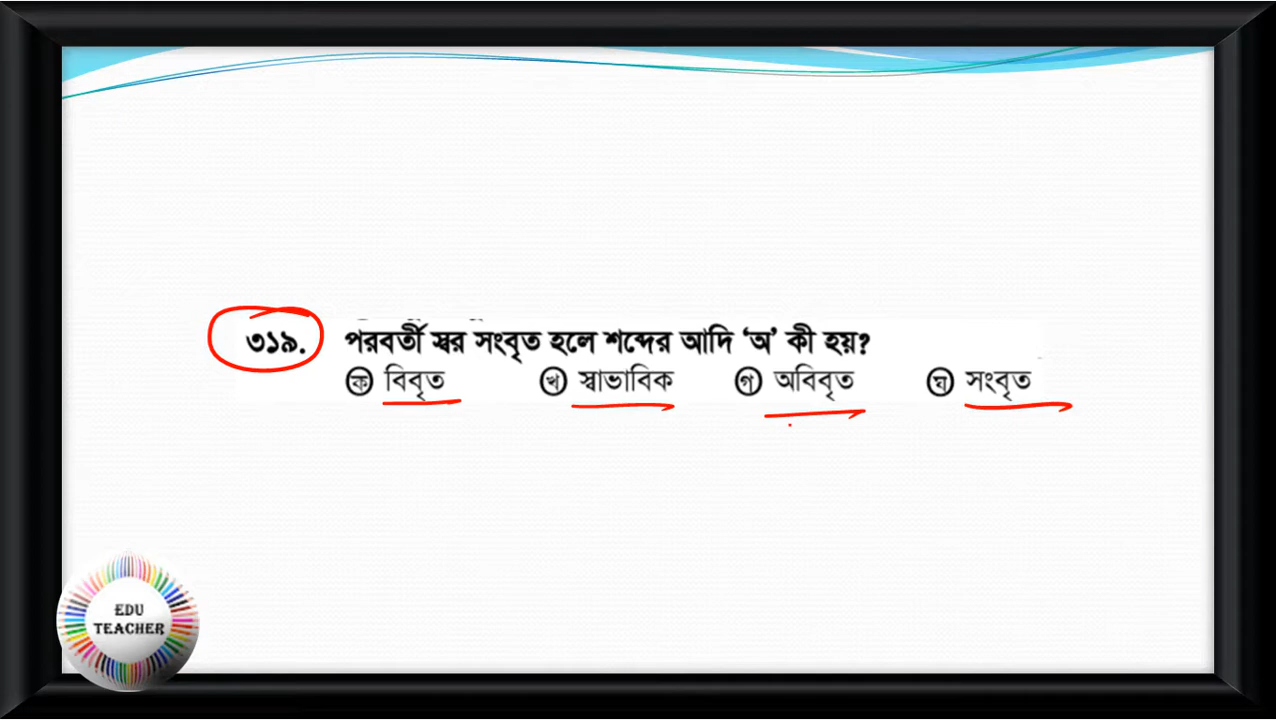 ৩১৯. পরবর্তী স্বর সংবৃত হলে শব্দের আদি ‘অ’ কী হয়?
ক বিবৃত খ স্বাভাবিক গ অবিবৃত ঘ সংবৃত
EDU
TEACHER